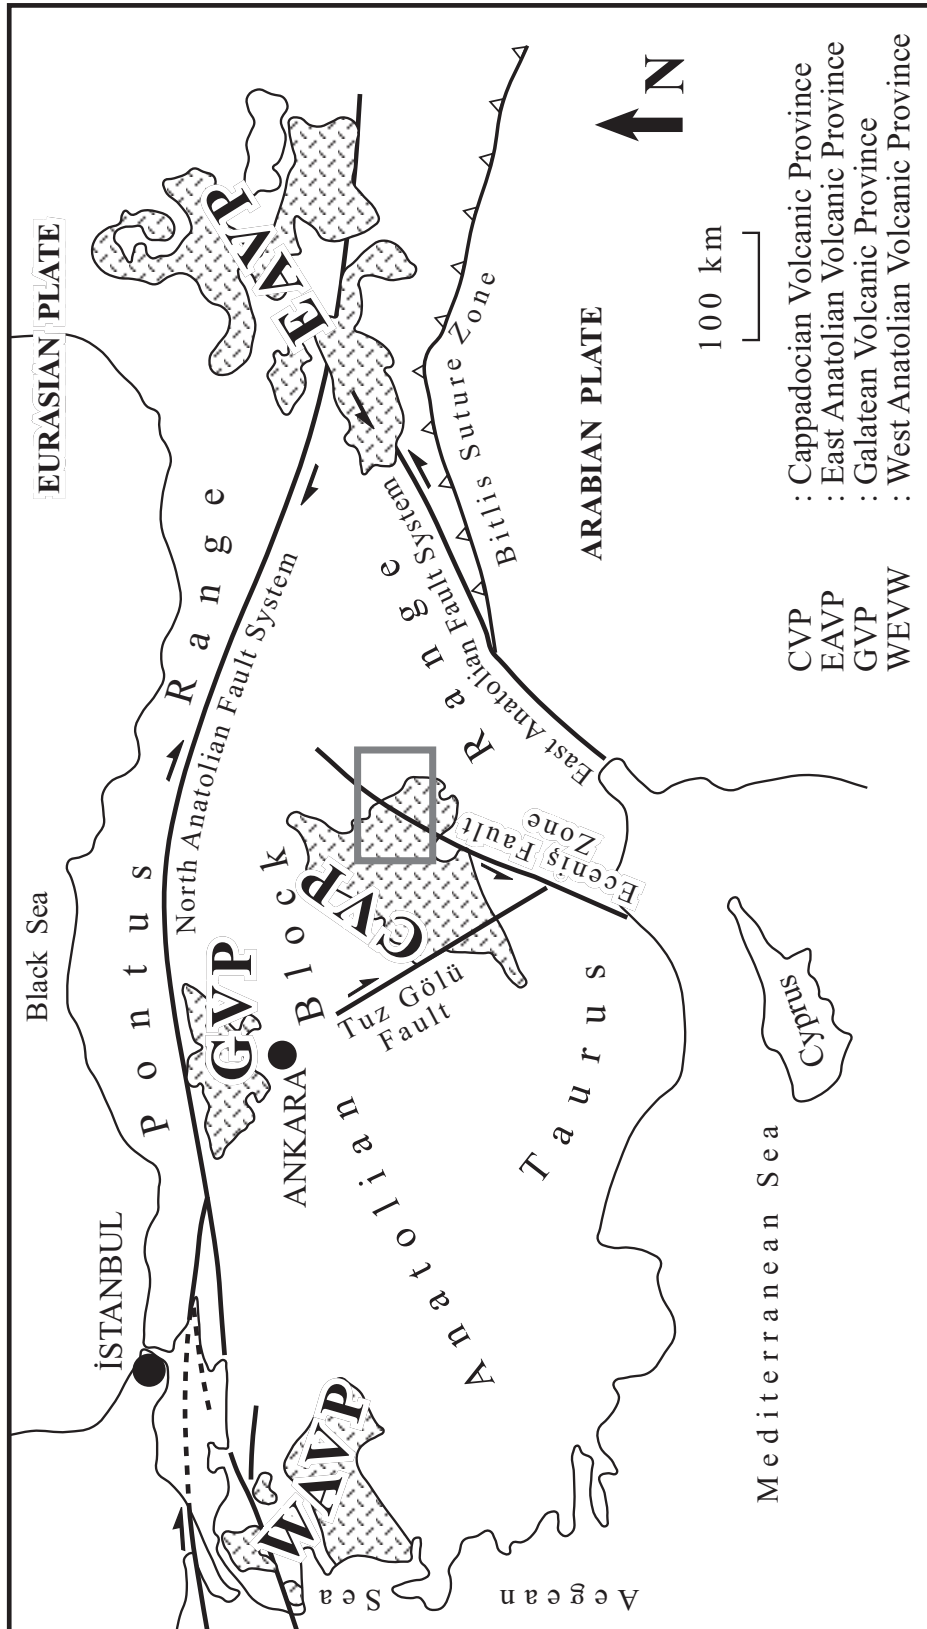 EURASIAN PLATE
Black Sea
Pontus Range
North Anatolian Fault System
İSTANBUL
ANKARA
GVP
EAVP
WAVP
CVP
Anatolian Block
Tuz Gölü
Fault
Eceniş Fault
Zone
Taurus Range
East Anatolian Fault System
Bitlis Suture Zone
ARABIAN PLATE
Aegean Sea
Mediterranean Sea
Cyprus
N
100 km
CVP : Cappadocian Volcanic Province
EAVP : East Anatolian Volcanic Province
GVP : Galatean Volcanic Province
WEVW : West Anatolian Volcanic Province